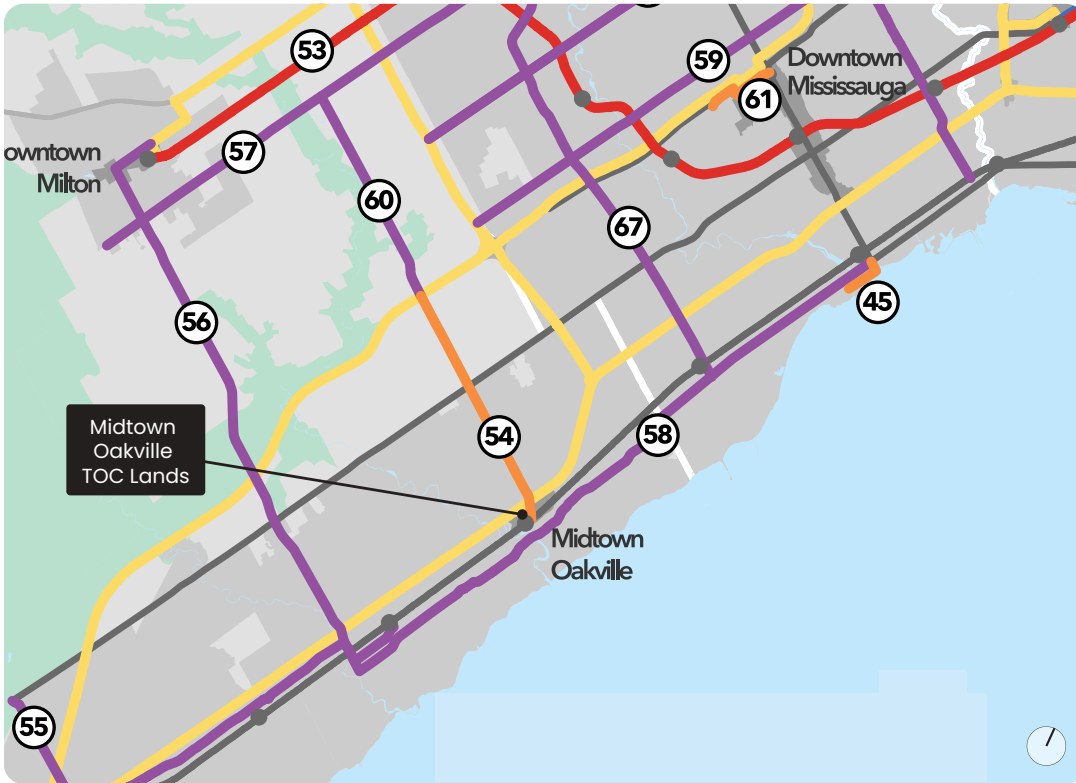 53
59
Downtown
Mississauga
61
57
owntown
Milton
60
67
45
56
Midtown
Oakville
TOC Lands
54
58
Midtown
Oakville
55